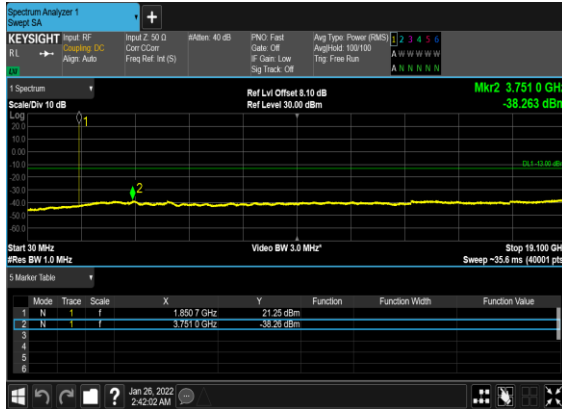 Spectrum Analyzer 1
Swept SA
+
KEYSIGHT Input: RF Input Z: 50 Ω #Atten: 40 dB PNO: Fast Avg Type: Power (RMS) 1 2 3 4 5 6
RL Coupling: DC Corr CCorr Gate: Off Avg|Hold: 100/100 A W W W W W
Align: Auto Freq Ref: Int (S) IF Gain: Low Trig: Free Run
Sig Track: Off A N N N N N
LU
1 Spectrum Ref Lvl Offset 8.10 dB Mkr2 3.751 0 GHz
Scale/Div 10 dB Ref Level 30.00 dBm -38.263 dBm
Log
1
20.0
10.0
0.00
-10.0 DL1 -13.00 dBm
-20.0
-30.0 2
-40.0
-50.0
-60.0
Start 30 MHz Video BW 3.0 MHz* Stop 19.100 GHz
#Res BW 1.0 MHz Sweep ~35.6 ms (40001 pts)
5 Marker Table
Mode Trace Scale X Y Function Function Width Function Value
1 N 1 f 1.850 7 GHz 21.25 dBm
2 N 1 f 3.751 0 GHz -38.26 dBm
3
4
5
6
? Jan 26, 2022
2:42:02 AM